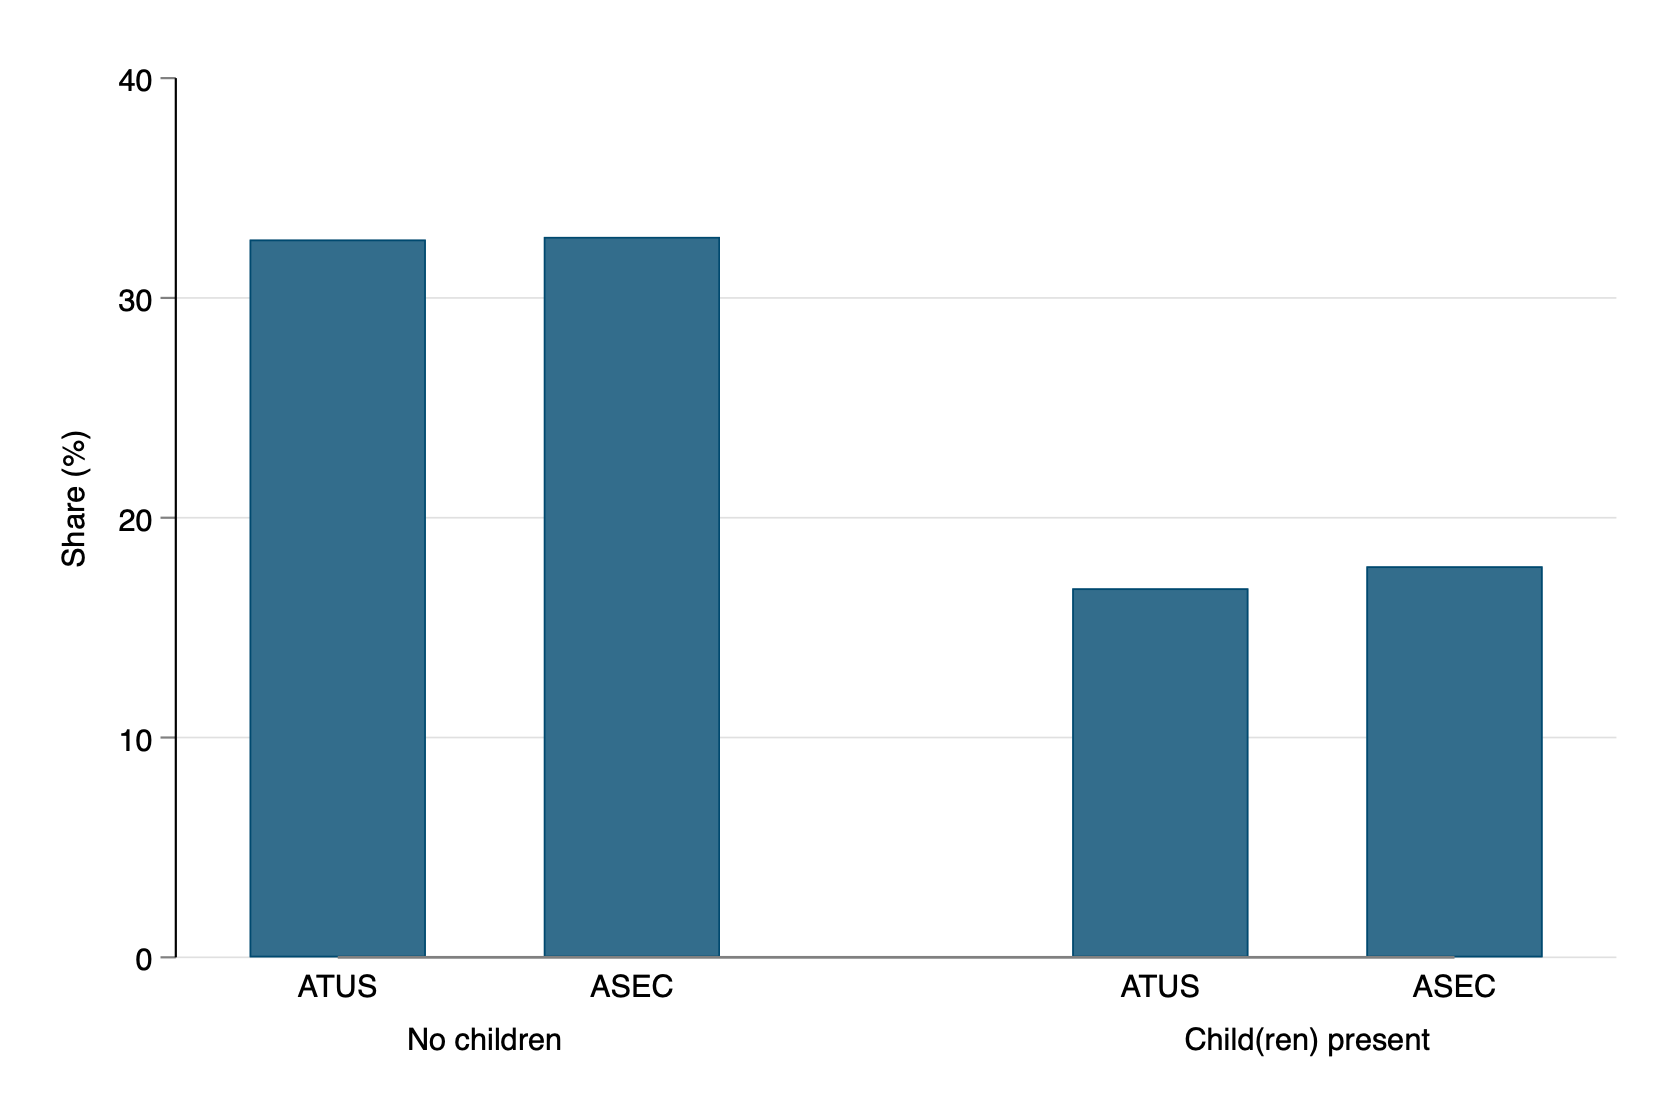 Share (%)
40
30
20
10
0
ATUS
ASEC
ATUS
ASEC
No children
Child(ren) present